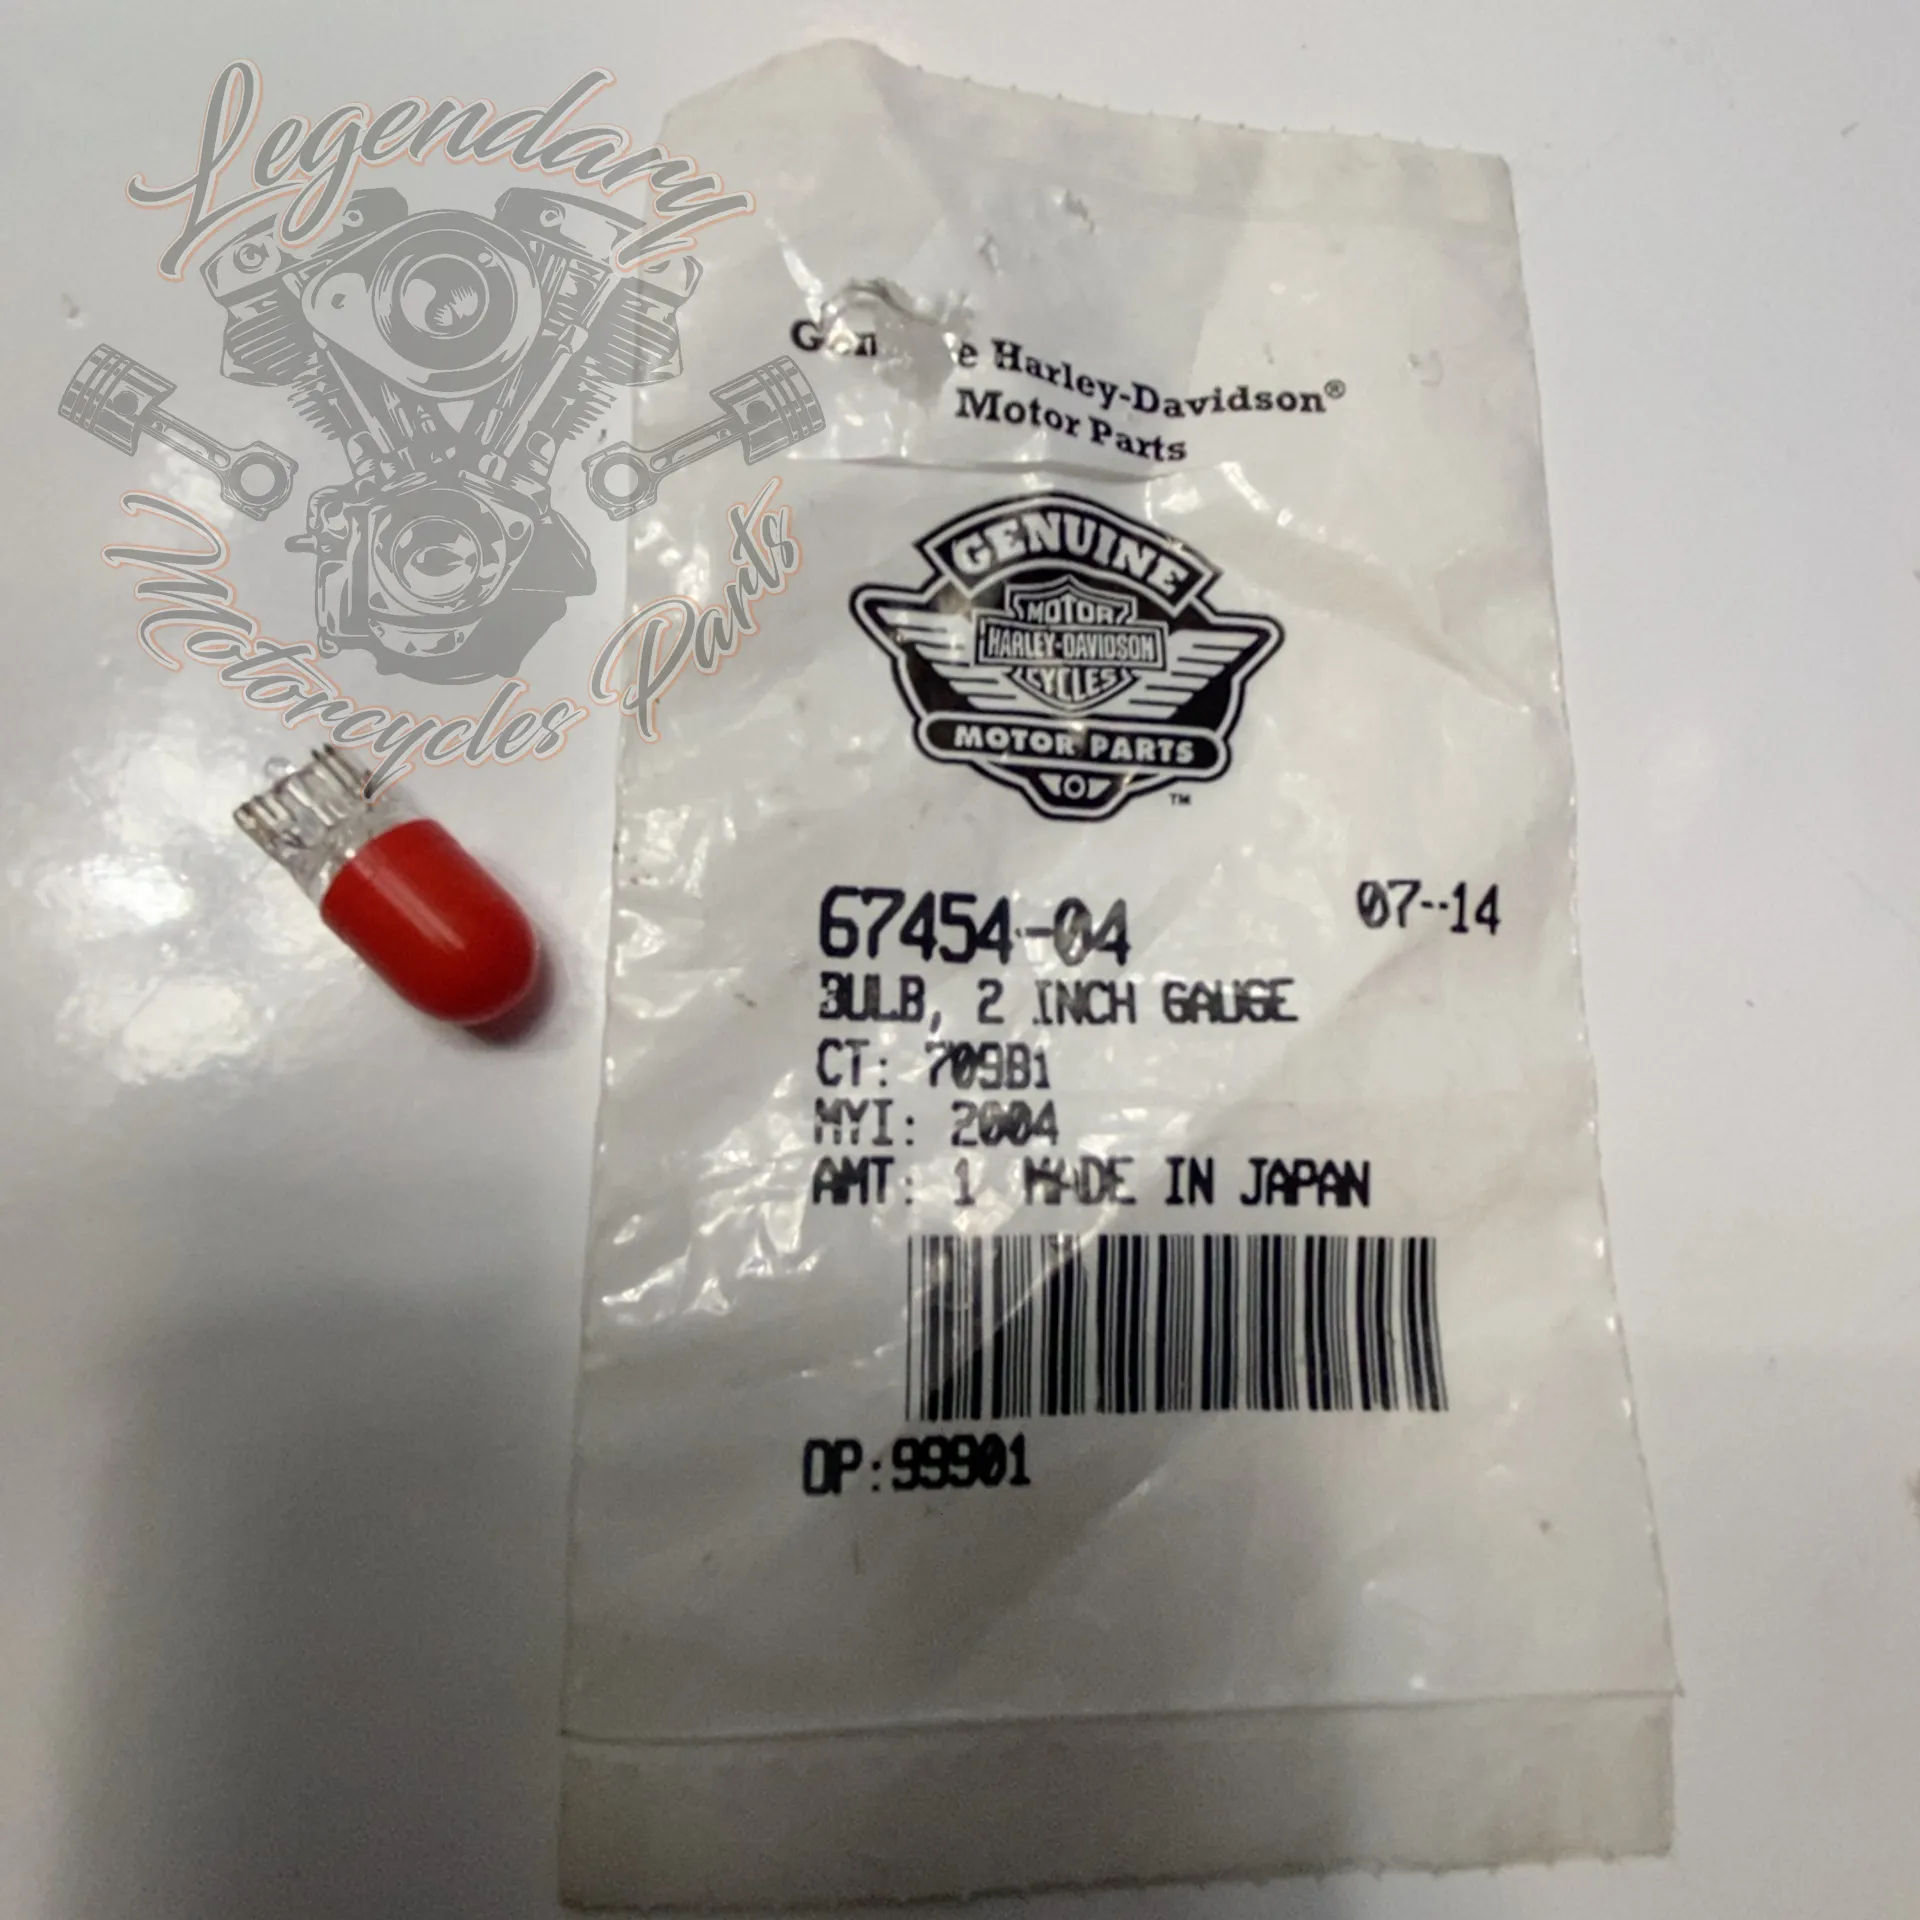 Legendary
Motorcycles Parts
Harley-Davidson®
Motor Parts
GENUINE
MOTOR
HARLEY-DAVIDSON
CYCLES
MOTOR PARTS
TM
67454-04 07--14
BULB, 2 INCH GAUGE
CT: 709B1
MYI: 2004
AMT: 1 MADE IN JAPAN
OP:99901